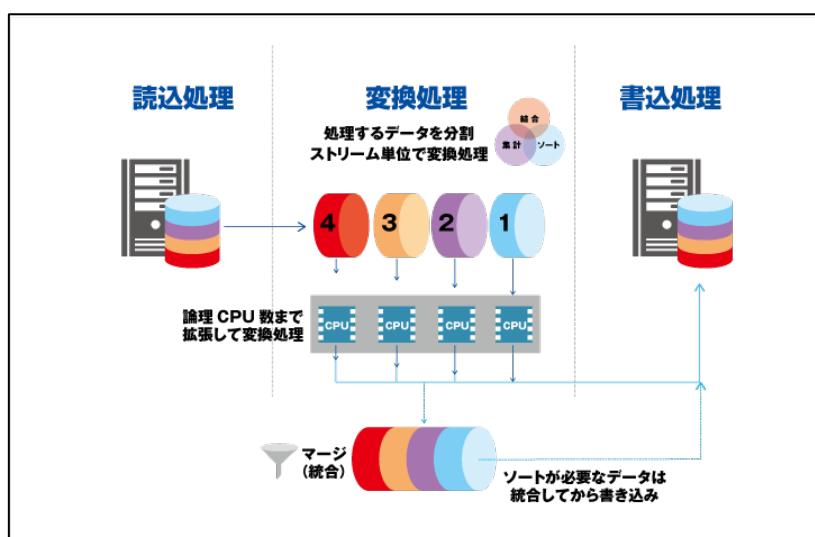 読込処理
変換処理
書込処理
処理するデータを分割
ストリーム単位で変換処理
結合
集計
ソート
4
3
2
1
論理 CPU 数まで
拡張して変換処理
CPU
CPU
CPU
CPU
マージ
(統合)
ソートが必要なデータは
統合してから書き込み